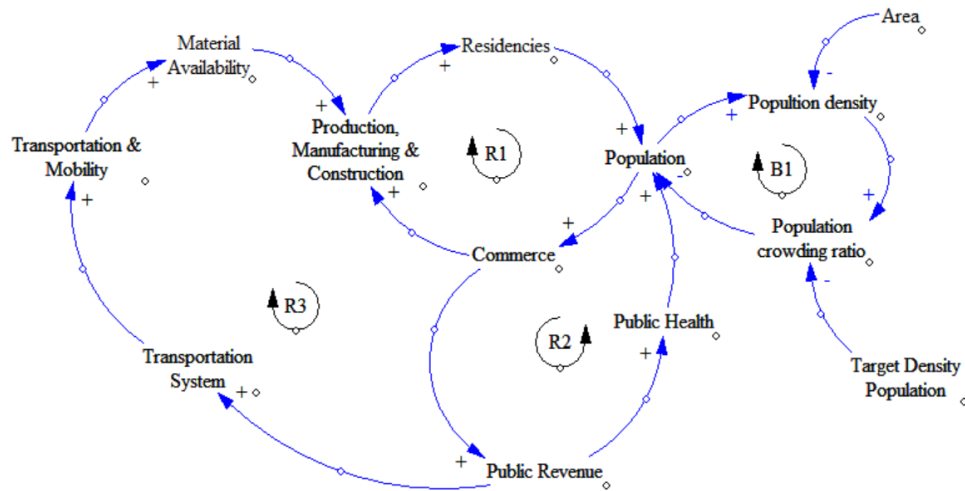 Area
Material
Availability
+
Residencies
+
-
Popultion density
+
+
Production,
Manufacturing &
Construction
+
R1
+
Population
-
+
B1
+
Transportation &
Mobility
+
+
Commerce
Population
crowding ratio
-
R3
R2
Public Health
+
Transportation
System
+
Target Density
Population
+
Public Revenue